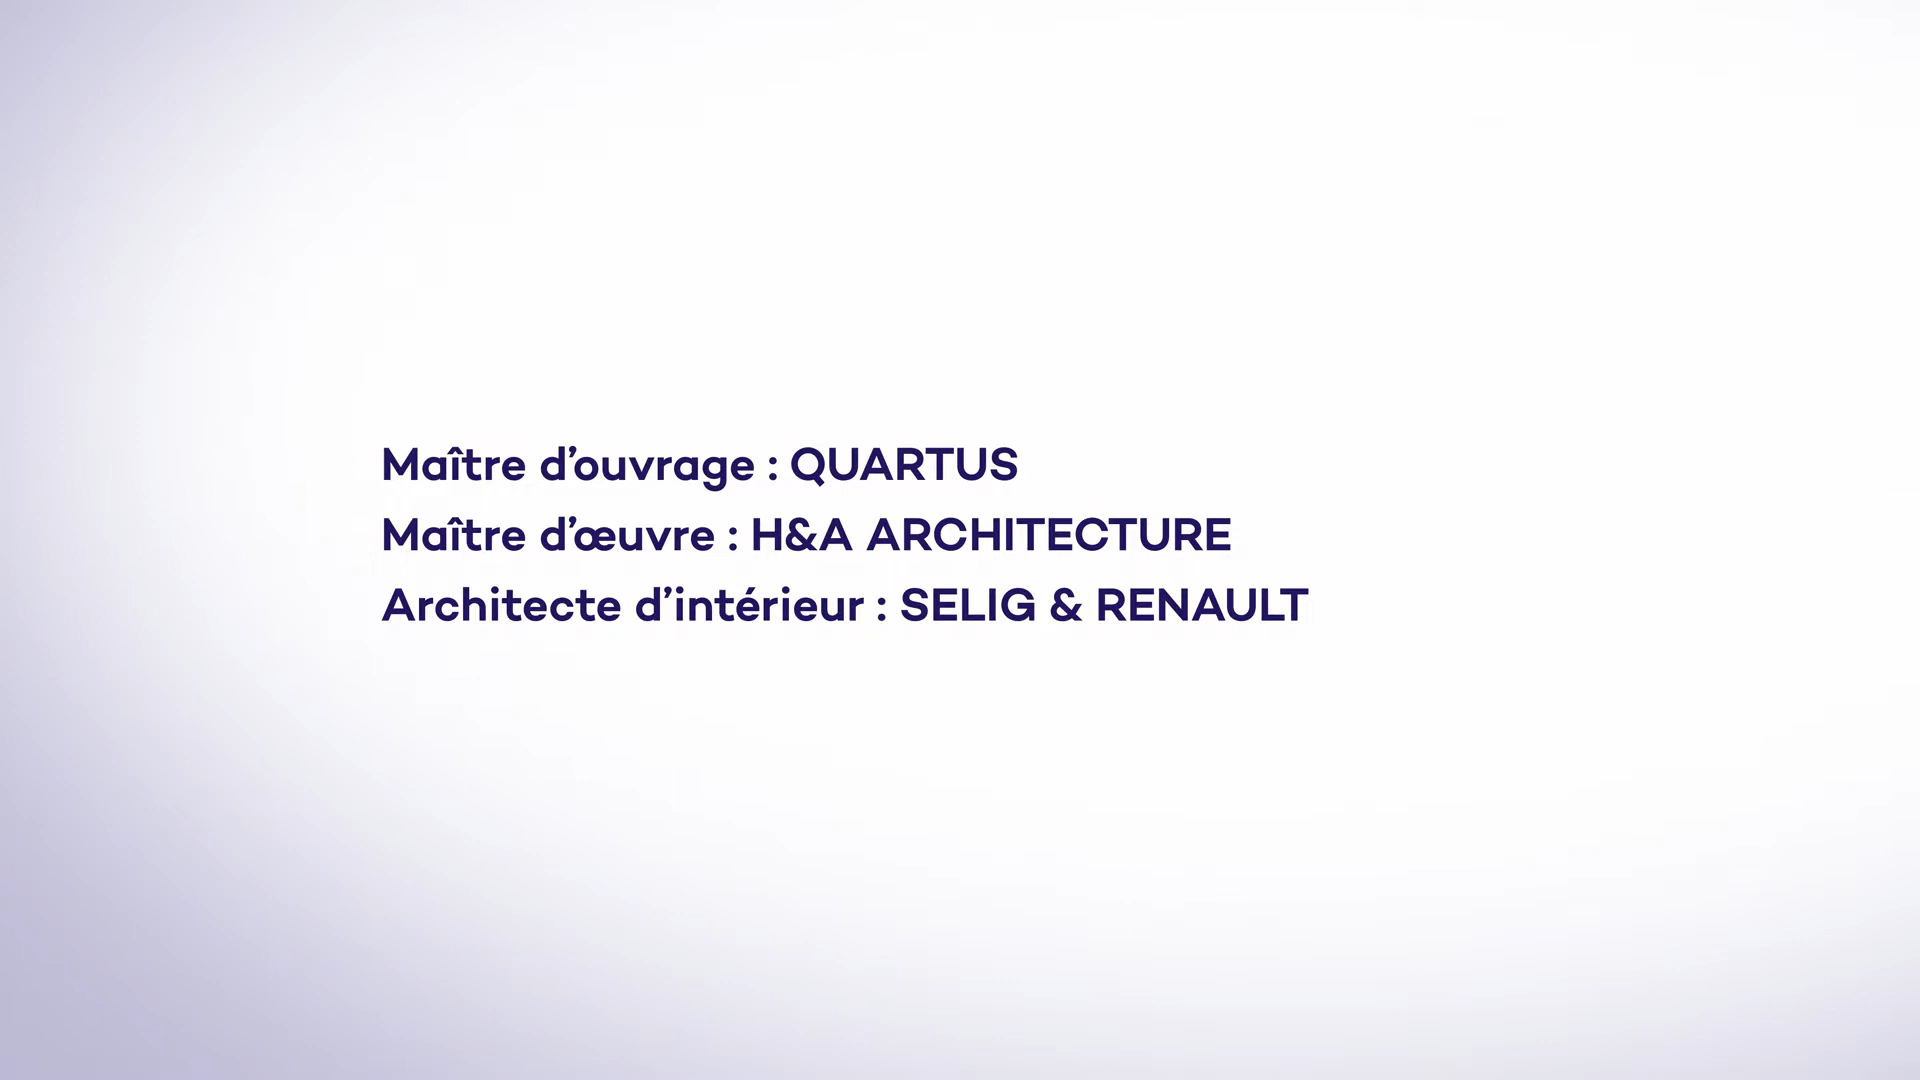 Maître d’ouvrage : QUARTUS
Maître d’œuvre : H&A ARCHITECTURE
Architecte d’intérieur : SELIG & RENAULT